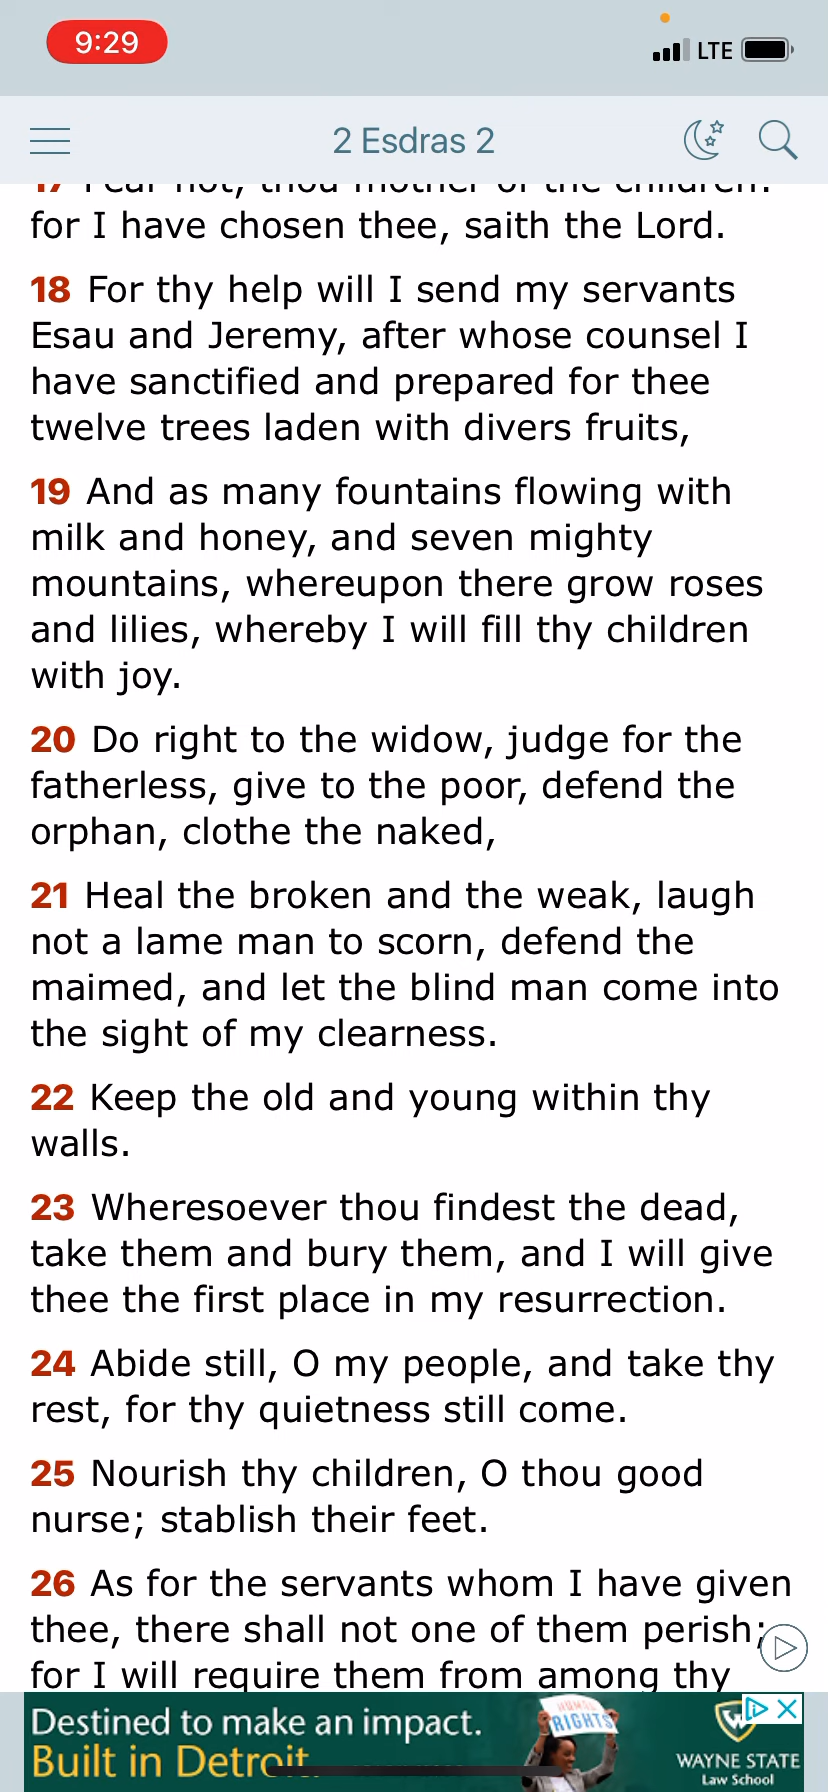 9:29
LTE
2 Esdras 2
17 Fear not, thou mother of the children:
for I have chosen thee, saith the Lord.
18 For thy help will I send my servants
Esau and Jeremy, after whose counsel I
have sanctified and prepared for thee
twelve trees laden with divers fruits,
19 And as many fountains flowing with
milk and honey, and seven mighty
mountains, whereupon there grow roses
and lilies, whereby I will fill thy children
with joy.
20 Do right to the widow, judge for the
fatherless, give to the poor, defend the
orphan, clothe the naked,
21 Heal the broken and the weak, laugh
not a lame man to scorn, defend the
maimed, and let the blind man come into
the sight of my clearness.
22 Keep the old and young within thy
walls.
23 Wheresoever thou findest the dead,
take them and bury them, and I will give
thee the first place in my resurrection.
24 Abide still, O my people, and take thy
rest, for thy quietness still come.
25 Nourish thy children, O thou good
nurse; stablish their feet.
26 As for the servants whom I have given
thee, there shall not one of them perish;
for I will require them from among thy
Destined to make an impact.
Built in Detroit.
HUMAN
RIGHTS
W
WAYNE STATE
Law School